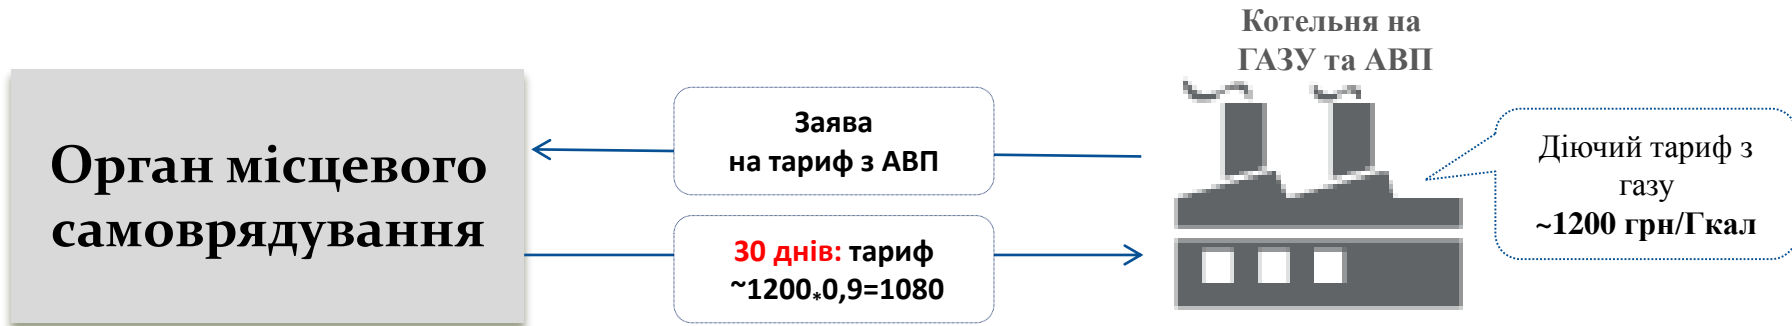 Котельня на
ГАЗУ та АВП
Орган місцевого
самоврядування
Заява
на тариф з АВП
30 днів: тариф
~1200*0,9=1080
Діючий тариф з
газу
~1200 грн/Гкал